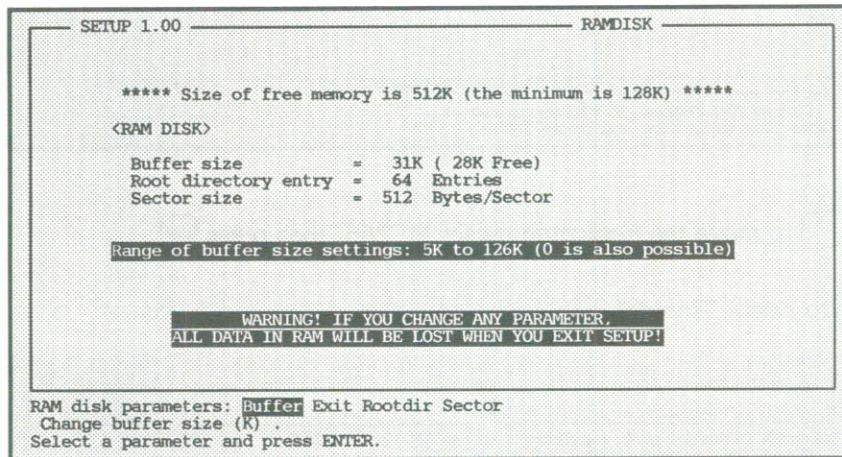 SETUP 1.00 RAMDISK
***** Size of free memory is 512K (the minimum is 128K) *****
<RAM DISK>
Buffer size = 31K ( 28K Free)
Root directory entry = 64 Entries
Sector size = 512 Bytes/Sector
Range of buffer size settings: 5K to 126K (0 is also possible)
WARNING! IF YOU CHANGE ANY PARAMETER,
ALL DATA IN RAM WILL BE LOST WHEN YOU EXIT SETUP!
RAM disk parameters: Buffer Exit Rootdir Sector
Change buffer size (K) .
Select a parameter and press ENTER.